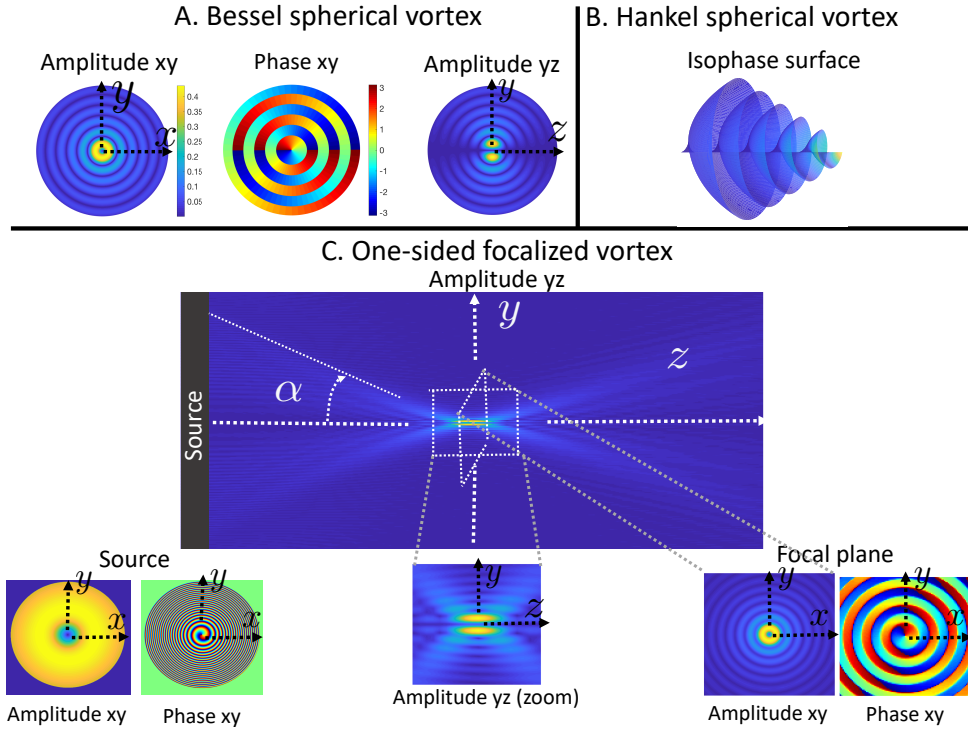 A. Bessel spherical vortex
B. Hankel spherical vortex
Amplitude xy
Phase xy
Amplitude yz
Isophase surface
y
x
0.4
0.35
0.3
0.25
0.2
0.15
0.1
0.05
3
2
1
0
-1
-2
-3
y
z
C. One-sided focalized vortex
Amplitude yz
y
z
α
Source
Source
y
x
y
x
Amplitude xy
Phase xy
y
z
Amplitude yz (zoom)
Focal plane
y
x
y
x
Amplitude xy
Phase xy